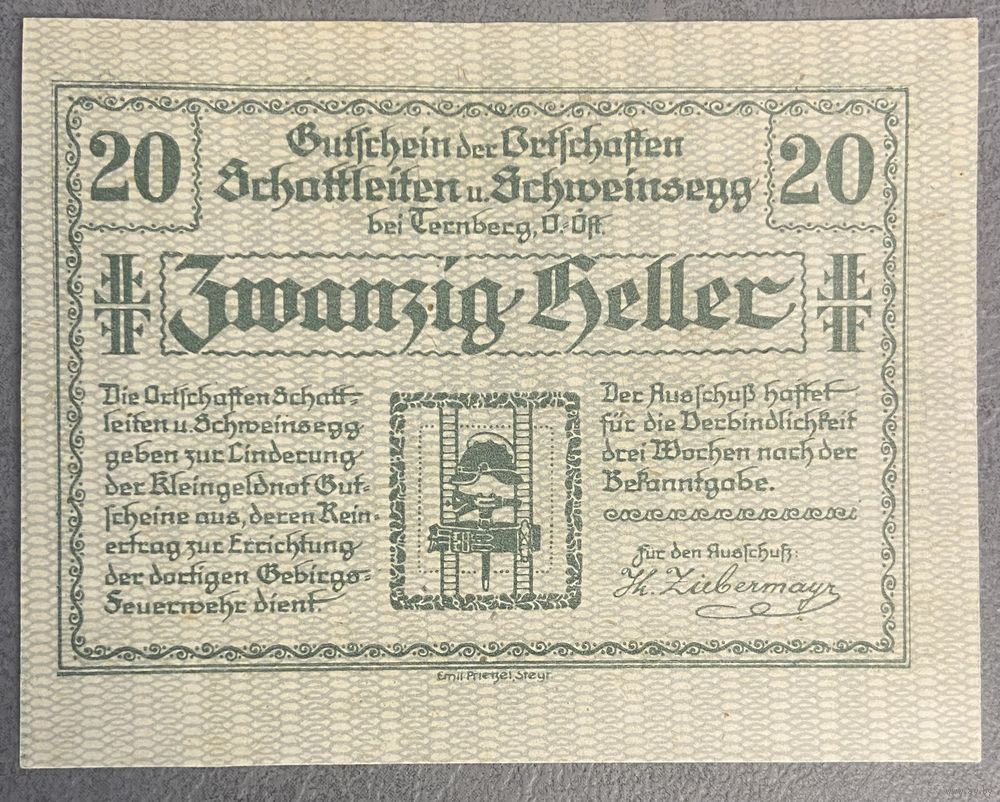 20
20
Gutschein der Ortschaften
Schattleiten u. Schweinsegg
bei Ternberg, O.-Öst.
Zwanzig Heller
Die Ortschaften Schatt-
leiten u. Schweinsegg
geben zur Linderung
der Kleingeldnot Gut-
scheine aus, deren Rein-
ertrag zur Errichtung
der dortigen Gebirgs-
Feuerwehr dient.
Der Ausschuß haftet
für die Verbindlichkeit
drei Wochen nach der
Bekanntgabe.
für den Ausschuß:
Jh. Ziebermayr
Emil Prietzel, Steyr